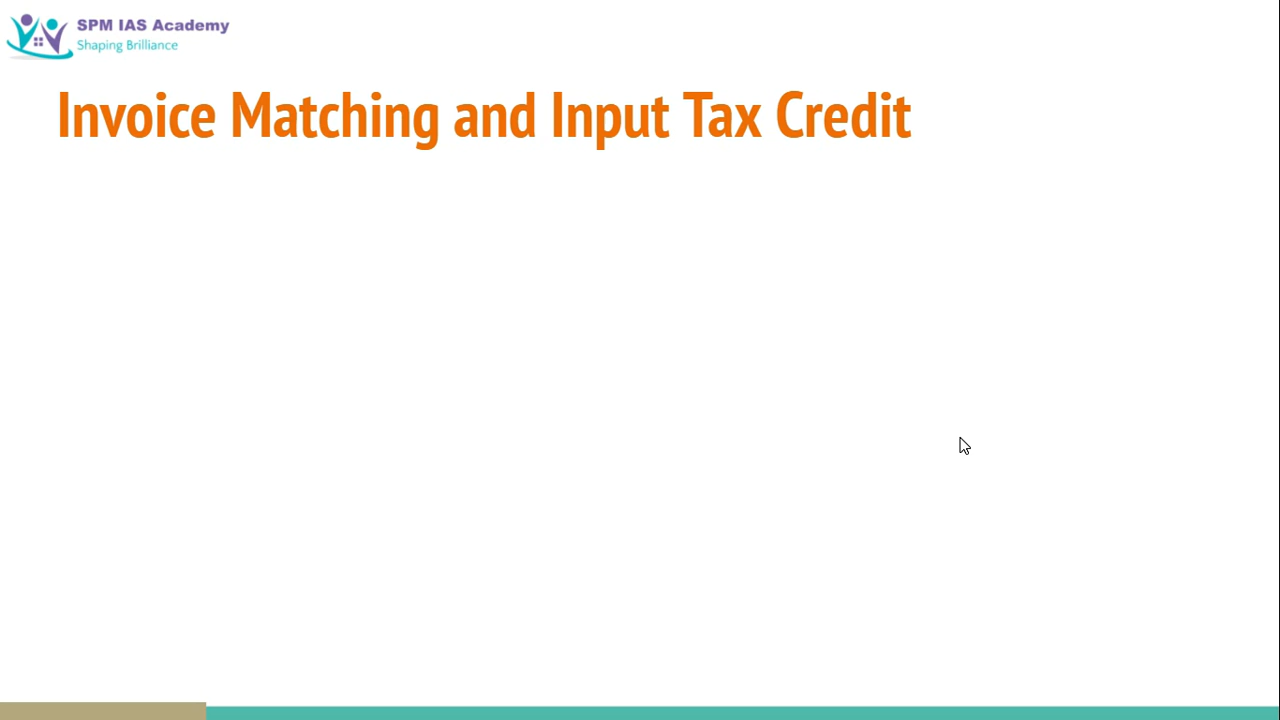 SPM IAS Academy
Shaping Brilliance
Invoice Matching and Input Tax Credit